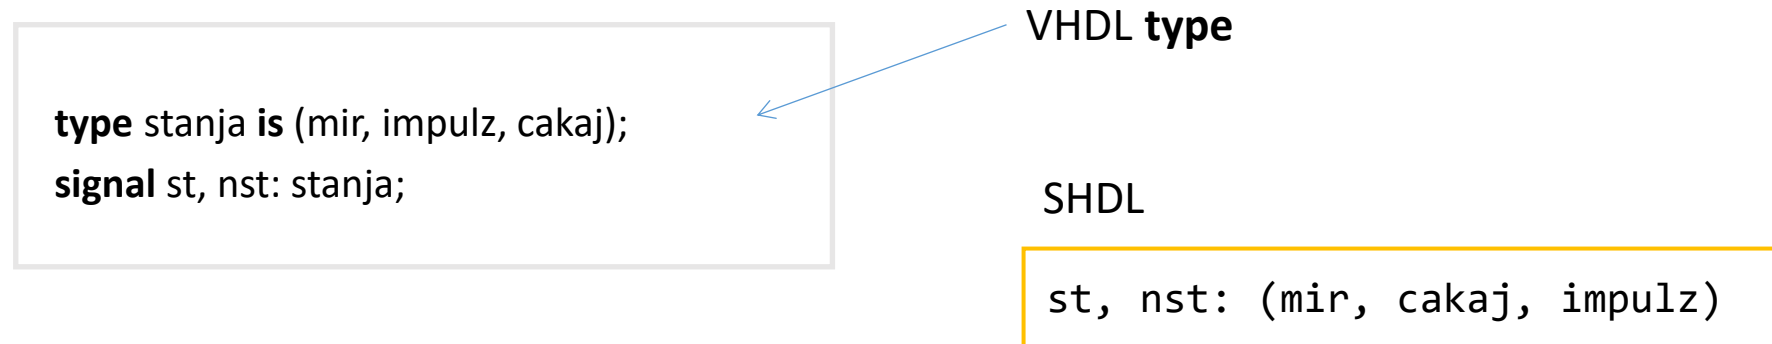 VHDL type
type stanja is (mir, impulz, cakaj);
signal st, nst: stanja;
SHDL
st, nst: (mir, cakaj, impulz)